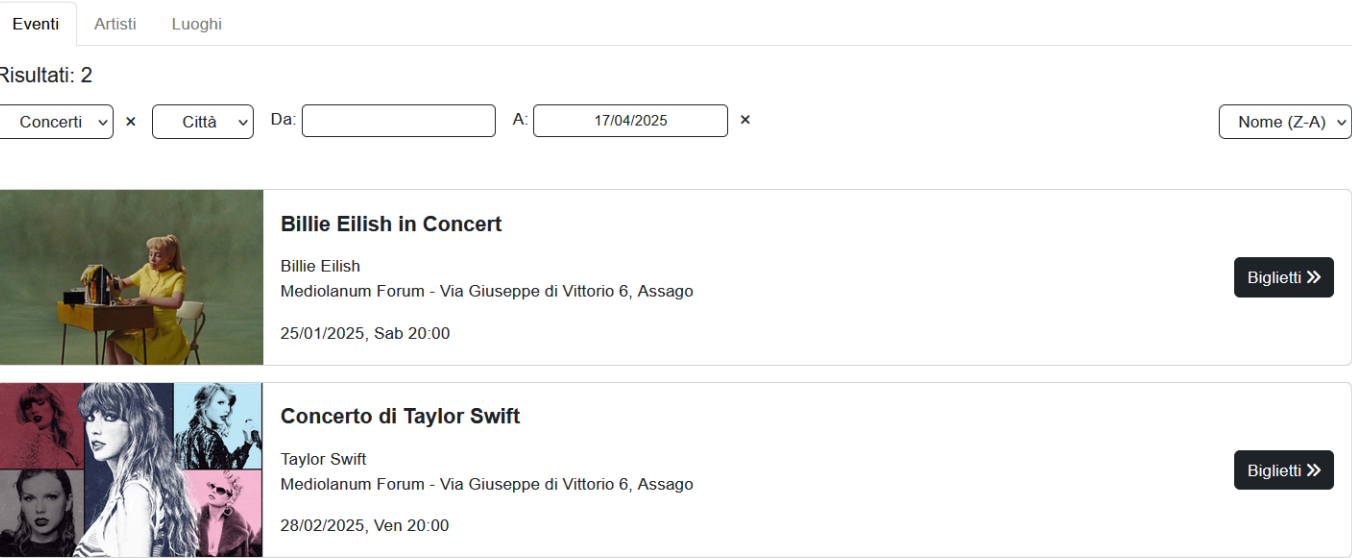 Eventi Artisti Luoghi
Risultati: 2
Concerti × Città Da: A: 17/04/2025 × Nome (Z-A)
Billie Eilish in Concert
Billie Eilish
Mediolanum Forum - Via Giuseppe di Vittorio 6, Assago
Biglietti
25/01/2025, Sab 20:00
Concerto di Taylor Swift
Taylor Swift
Mediolanum Forum - Via Giuseppe di Vittorio 6, Assago
Biglietti
28/02/2025, Ven 20:00